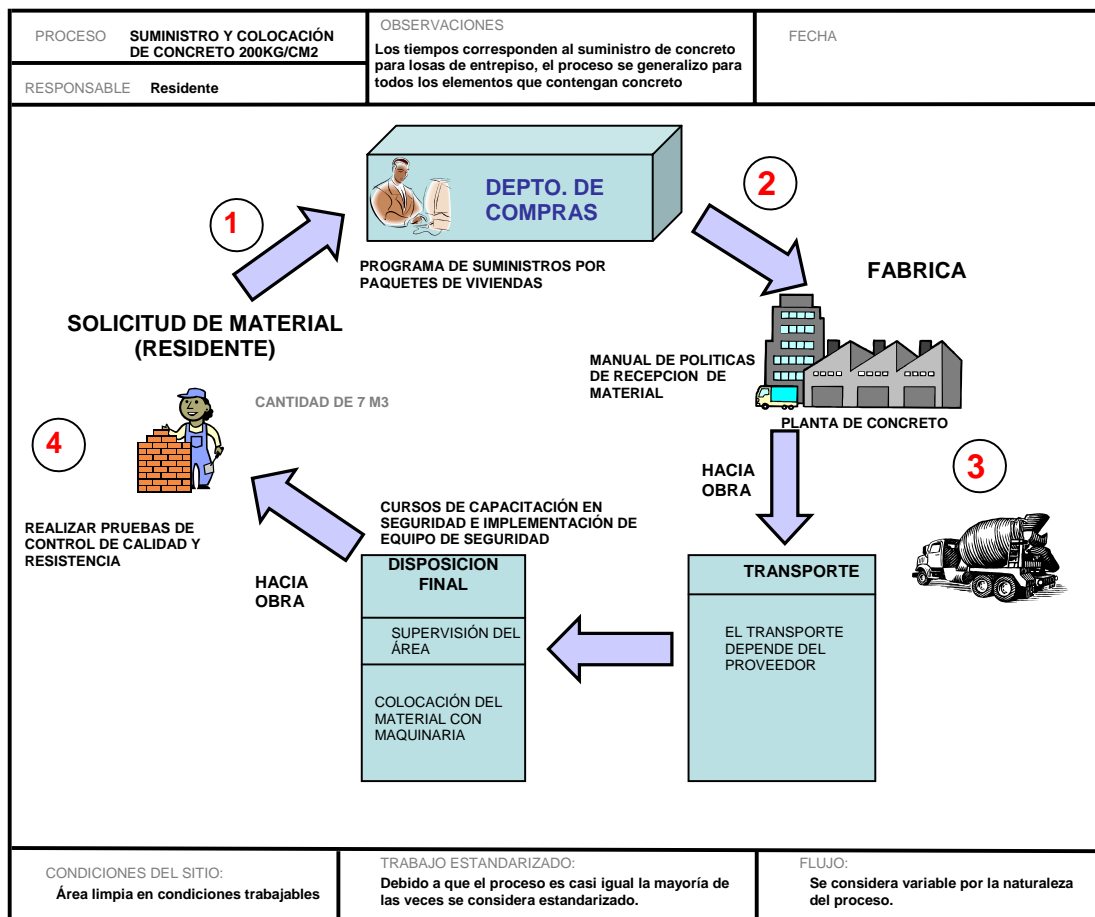 PROCESO SUMINISTRO Y COLOCACIÓN
DE CONCRETO 200KG/CM2
RESPONSABLE Residente
OBSERVACIONES
Los tiempos corresponden al suministro de concreto
para losas de entrepiso, el proceso se generalizo para
todos los elementos que contengan concreto
FECHA
1
DEPTO. DE
COMPRAS
2
PROGRAMA DE SUMINISTROS POR
PAQUETES DE VIVIENDAS
FABRICA
SOLICITUD DE MATERIAL
(RESIDENTE)
MANUAL DE POLITICAS
DE RECEPCION DE
MATERIAL
CANTIDAD DE 7 M3
PLANTA DE CONCRETO
4
3
HACIA
OBRA
REALIZAR PRUEBAS DE
CONTROL DE CALIDAD Y
RESISTENCIA
CURSOS DE CAPACITACIÓN EN
SEGURIDAD E IMPLEMENTACIÓN DE
EQUIPO DE SEGURIDAD
HACIA
OBRA
DISPOSICION
FINAL
SUPERVISIÓN DEL
ÁREA
COLOCACIÓN DEL
MATERIAL CON
MAQUINARIA
TRANSPORTE
EL TRANSPORTE
DEPENDE DEL
PROVEEDOR
CONDICIONES DEL SITIO:
Área limpia en condiciones trabajables
TRABAJO ESTANDARIZADO:
Debido a que el proceso es casi igual la mayoría de
las veces se considera estandarizado.
FLUJO:
Se considera variable por la naturaleza
del proceso.